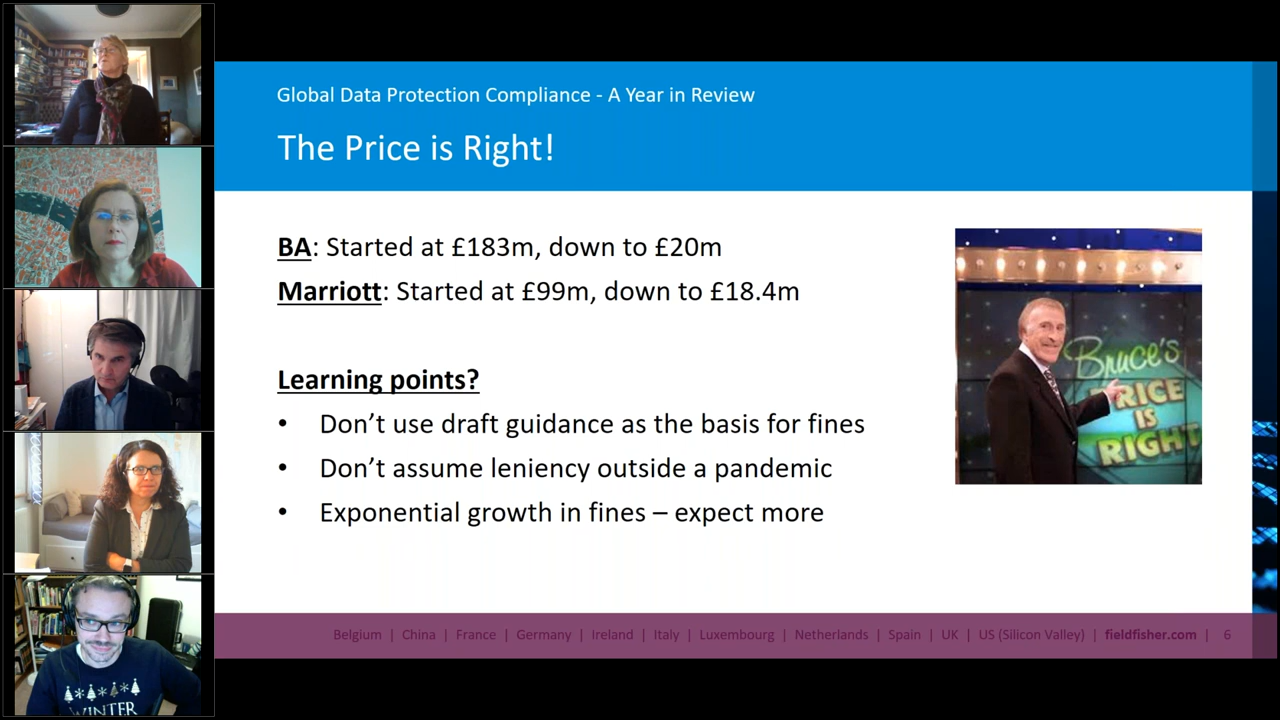 Global Data Protection Compliance - A Year in Review
The Price is Right!
BA: Started at £183m, down to £20m
Marriott: Started at £99m, down to £18.4m
Learning points?
• Don't use draft guidance as the basis for fines
• Don't assume leniency outside a pandemic
• Exponential growth in fines – expect more
Bruce's
PRICE
IS
RIGHT
Belgium | China | France | Germany | Ireland | Italy | Luxembourg | Netherlands | Spain | UK | US (Silicon Valley) | fieldfisher.com | 6
WINTER